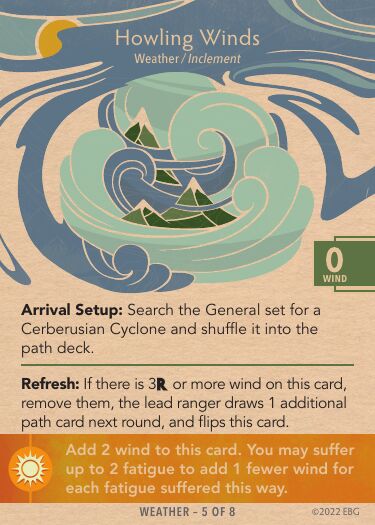 Howling Winds
Weather / Inclement
0
WIND
Arrival Setup: Search the General set for a
Cerberusian Cyclone and shuffle it into the
path deck.
Refresh: If there is 3R or more wind on this card,
remove them, the lead ranger draws 1 additional
path card next round, and flips this card.
Add 2 wind to this card. You may suffer
up to 2 fatigue to add 1 fewer wind for
each fatigue suffered this way.
WEATHER – 5 OF 8
©2022 EBG